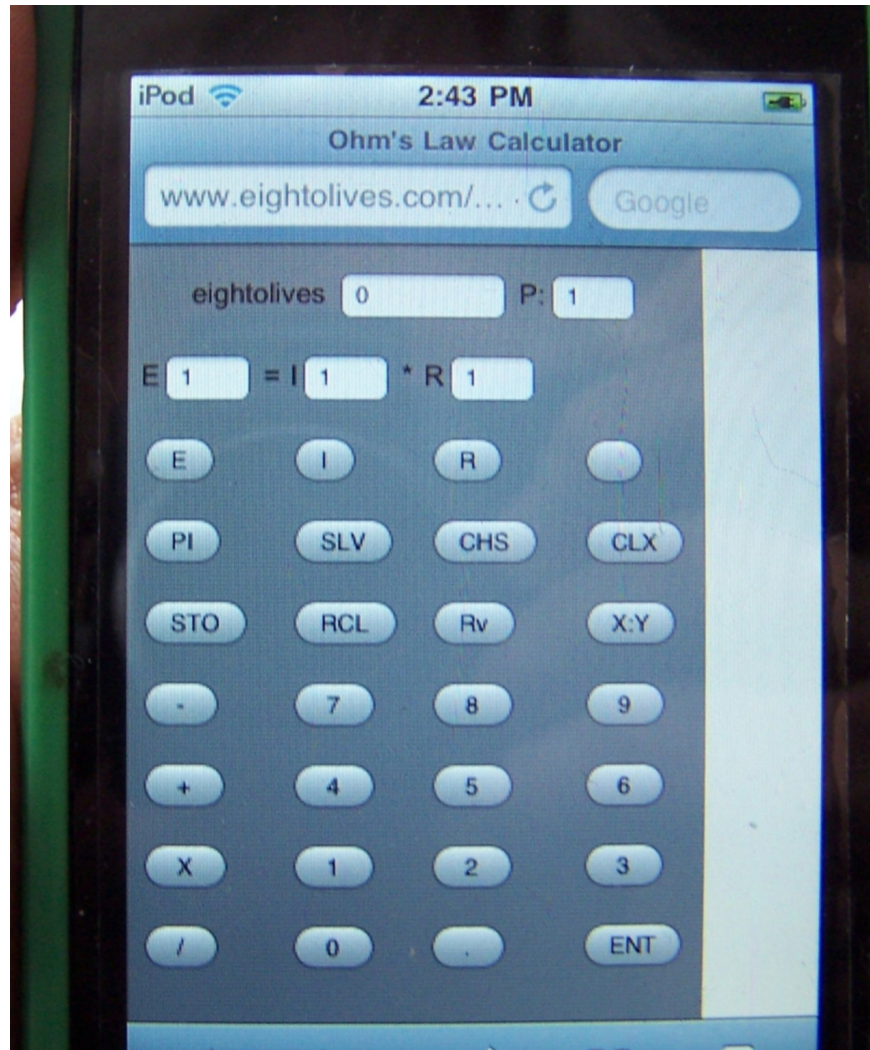 iPod 2:43 PM
Ohm's Law Calculator
www.eightolives.com/... Google
eightolives 0 P: 1
E 1 = I 1 * R 1
E I R
PI SLV CHS CLX
STO RCL Rv X:Y
- 7 8 9
+ 4 5 6
X 1 2 3
/ 0 . ENT